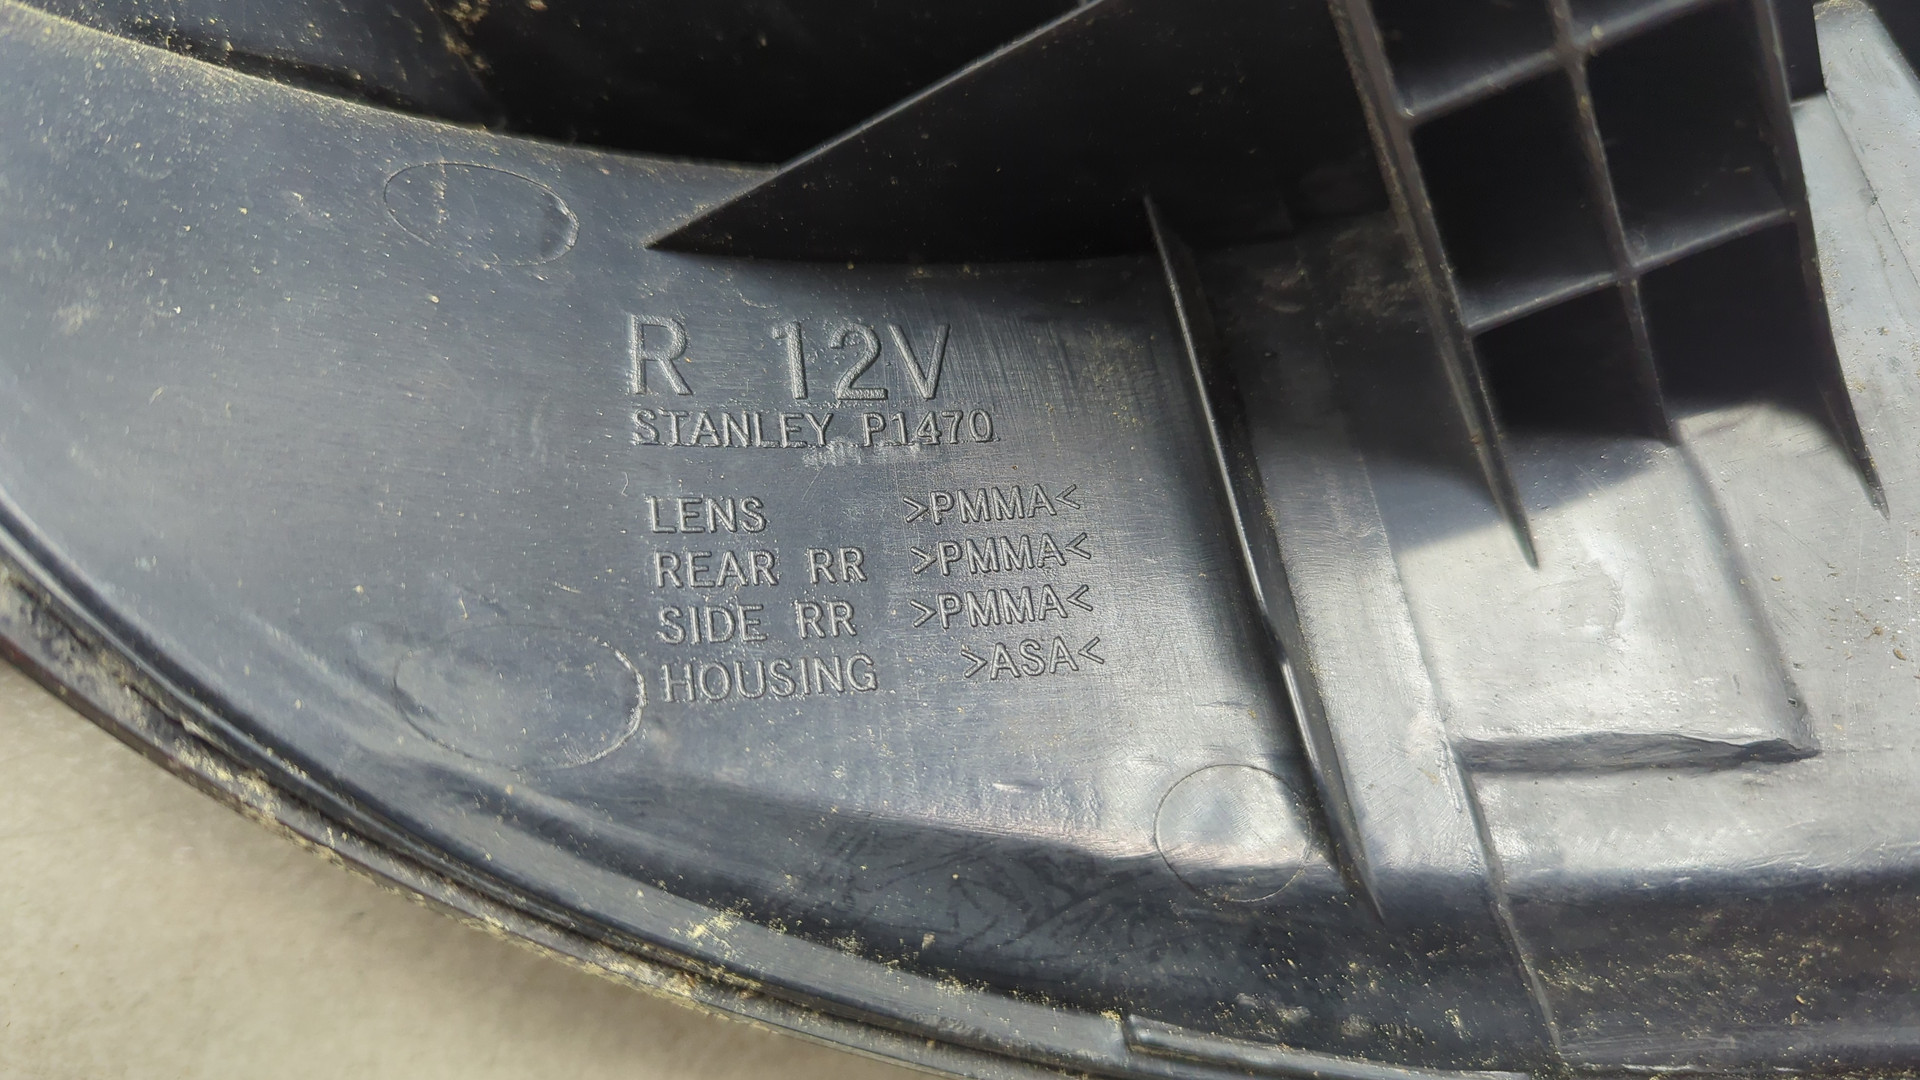 R 12V
STANLEY P1470
LENS >PMMA<
REAR RR >PMMA<
SIDE RR >PMMA<
HOUSING >ASA<